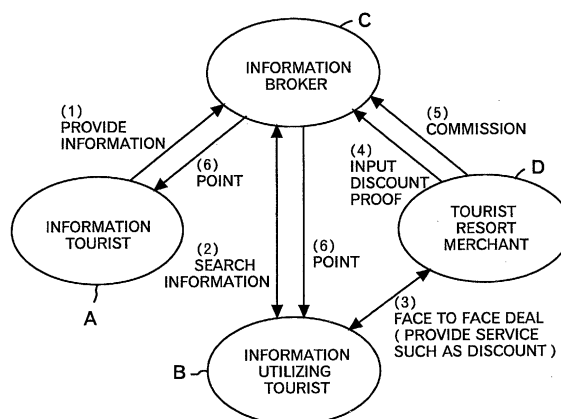 C
INFORMATION
BROKER
(1)
PROVIDE
INFORMATION
(6)
POINT
(5)
COMMISSION
(4)
INPUT
DISCOUNT
PROOF
D
INFORMATION
TOURIST
A
TOURIST
RESORT
MERCHANT
(2)
SEARCH
INFORMATION
(6)
POINT
(3)
FACE TO FACE DEAL
( PROVIDE SERVICE
SUCH AS DISCOUNT )
B
INFORMATION
UTILIZING
TOURIST